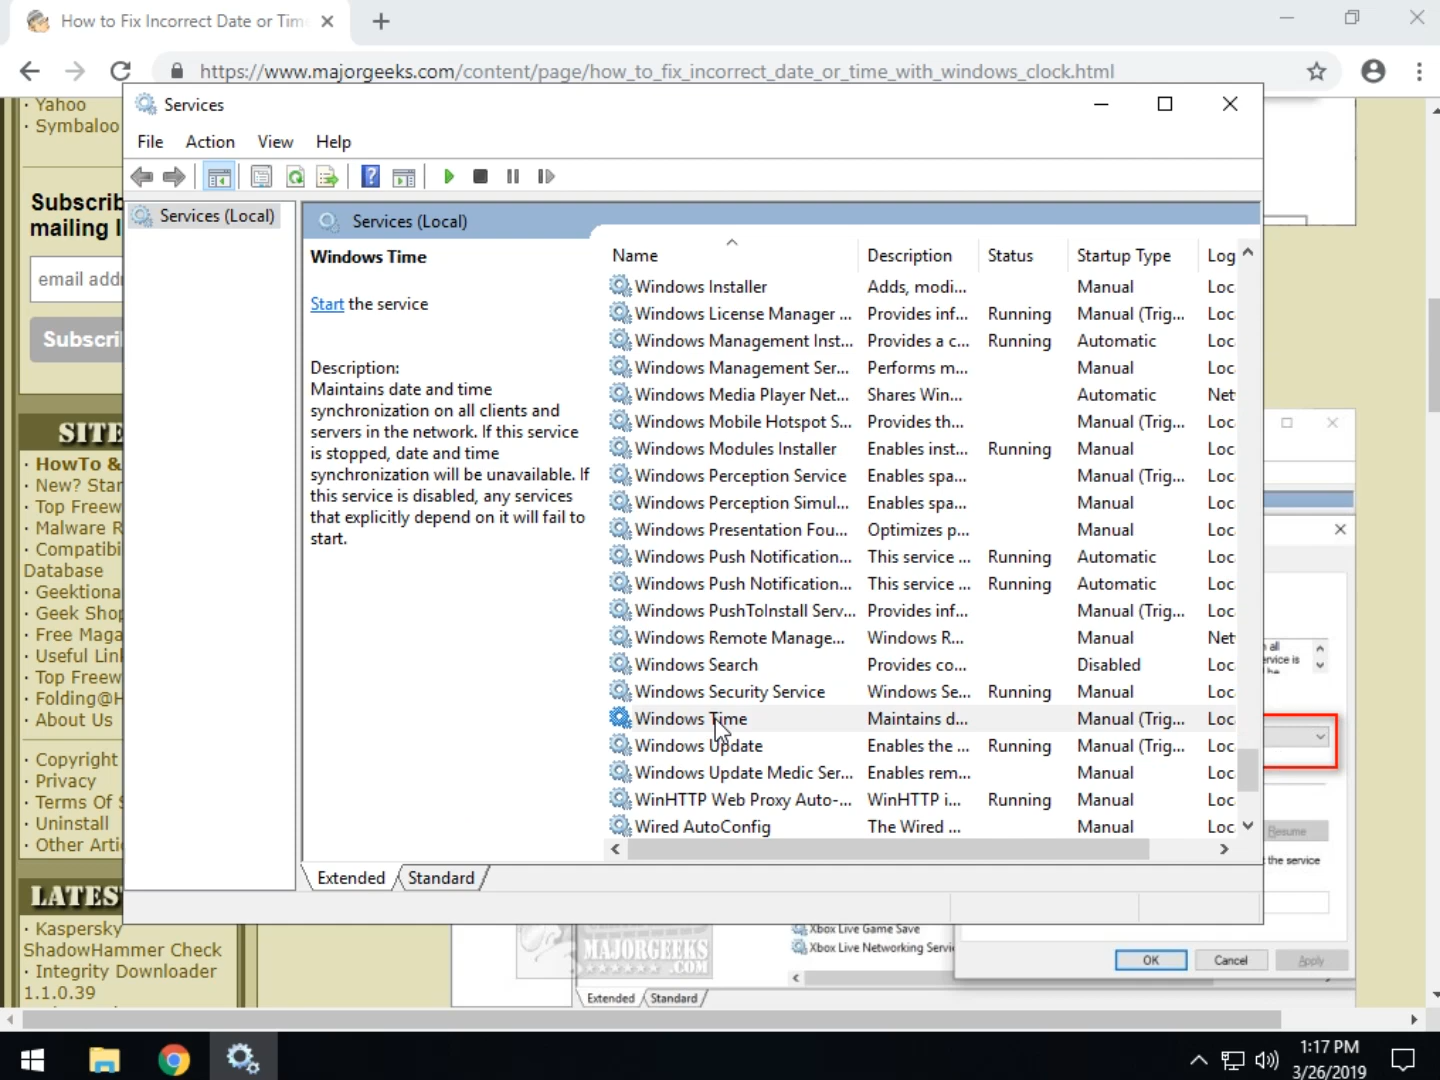 How to Fix Incorrect Date or Tim
https://www.majorgeeks.com/content/page/how_to_fix_incorrect_date_or_time_with_windows_clock.html
· Yahoo
· Symbaloo
Subscrib
mailing l
email addr
Subscri
SITE
· HowTo &
· New? Star
· Top Freew
· Malware R
· Compatibi
Database
· Geektiona
· Geek Shop
· Free Maga
· Useful Link
· Top Freew
· Folding@H
· About Us
· Copyright
· Privacy
· Terms Of S
· Uninstall
· Other Artic
LATEST
· Kaspersky
ShadowHammer Check
· Integrity Downloader
1.1.0.39
Services
File Action View Help
Services (Local)
Services (Local)
Windows Time
Start the service
Description:
Maintains date and time
synchronization on all clients and
servers in the network. If this service
is stopped, date and time
synchronization will be unavailable. If
this service is disabled, any services
that explicitly depend on it will fail to
start.
Name Description Status Startup Type Log
Windows Installer Adds, modi... Manual Loc
Windows License Manager ... Provides inf... Running Manual (Trig... Loc
Windows Management Inst... Provides a c... Running Automatic Loc
Windows Management Ser... Performs m... Manual Loc
Windows Media Player Net... Shares Win... Automatic Net
Windows Mobile Hotspot S... Provides th... Manual (Trig... Loc
Windows Modules Installer Enables inst... Running Manual Loc
Windows Perception Service Enables spa... Manual (Trig... Loc
Windows Perception Simul... Enables spa... Manual Loc
Windows Presentation Fou... Optimizes p... Manual Loc
Windows Push Notification... This service ... Running Automatic Loc
Windows Push Notification... This service ... Running Automatic Loc
Windows PushToInstall Serv... Provides inf... Manual (Trig... Loc
Windows Remote Manage... Windows R... Manual Net
Windows Search Provides co... Disabled Loc
Windows Security Service Windows Se... Running Manual Loc
Windows Time Maintains d... Manual (Trig... Loc
Windows Update Enables the ... Running Manual (Trig... Loc
Windows Update Medic Ser... Enables rem... Manual Loc
WinHTTP Web Proxy Auto-... WinHTTP i... Running Manual Loc
Wired AutoConfig The Wired ... Manual Loc
Extended Standard
n all
ervice is
Resume
t the service
MAJORGEEKS
.COM
Xbox Live Game Save
Xbox Live Networking Servi
OK Cancel Apply
Extended Standard
1:17 PM
3/26/2019